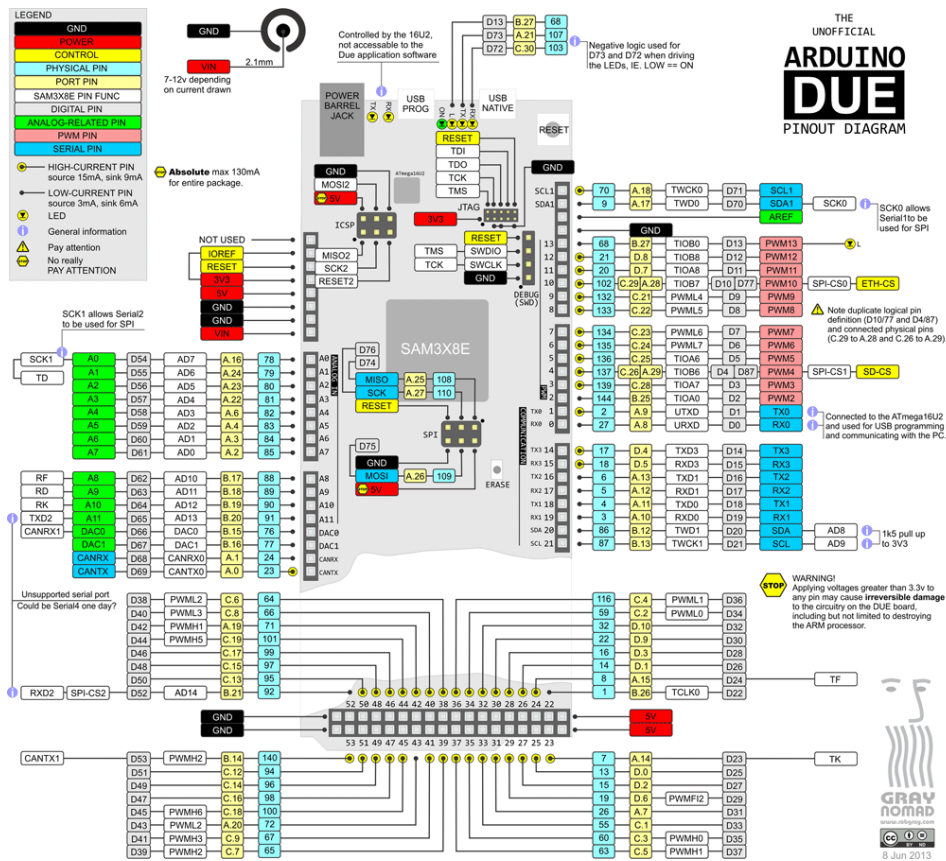 LEGEND
GND
POWER
CONTROL
PHYSICAL PIN
PORT PIN
SAM3X8E PIN FUNC
DIGITAL PIN
ANALOG-RELATED PIN
PWM PIN
SERIAL PIN
HIGH-CURRENT PIN
source 15mA, sink 9mA
LOW-CURRENT PIN
source 3mA, sink 6mA
LED
General information
Pay attention
No really
PAY ATTENTION
GND
VIN
2.1mm
7-12v depending
on current drawn
STOP Absolute max 130mA
for entire package.
Controlled by the 16U2,
not accessable to the
Due application software
D13 B.27 68
D73 A.21 107
D72 C.30 103
Negative logic used for
D73 and D72 when driving
the LEDs, IE. LOW == ON
THE
UNOFFICIAL
ARDUINO
DUE
PINOUT DIAGRAM
POWER
BARREL
JACK
TX
RX
USB
PROG
ON
L
TX
RX
USB
NATIVE
RESET
RESET
TDI
TDO
TCK
TMS
JTAG
3V3
GND
ATmega16U2
GND
MOSI2
5V
ICSP
MISO2
SCK2
RESET2
RESET
TMS SWDIO
TCK SWCLK
GND
DEBUG
(SWD)
NOT USED
IOREF
RESET
3V3
5V
GND
GND
VIN
SAM3X8E
SCK1 allows Serial2
to be used for SPI
SCK1 A0 D54 AD7 A.16 78 A0
TD A1 D55 AD6 A.24 79 A1
A2 D56 AD5 A.23 80 A2
A3 D57 AD4 A.22 81 A3
A4 D58 AD3 A.6 82 A4
A5 D59 AD2 A.4 83 A5
A6 D60 AD1 A.3 84 A6
A7 D61 AD0 A.2 85 A7
ANALOG IN
RF A8 D62 AD10 B.17 88 A8
RD A9 D63 AD11 B.18 89 A9
RK A10 D64 AD12 B.19 90 A10
TXD2 A11 D65 AD13 B.20 91 A11
CANRX1 DAC0 D66 DAC0 B.15 76 DAC0
DAC1 D67 DAC1 B.16 77 DAC1
CANRX D68 CANRX0 A.1 24 CANRX
CANTX D69 CANTX0 A.0 23 CANTX
D76
D74
MISO A.25 108
SCK A.27 110
RESET
SPI
D75
GND
MOSI A.26 109
5V
ERASE
SCL1 70 A.18 TWCK0 D71 SCL1
SDA1 9 A.17 TWD0 D70 SDA1 SCK0
AREF
GND
SCK0 allows
Serial1to be
used for SPI
13 68 B.27 TIOB0 D13 PWM13 L
12 21 D.8 TIOB8 D12 PWM12
11 20 D.7 TIOA8 D11 PWM11
10 102 C.29 A.28 TIOB7 D10 D77 PWM10 SPI-CS0 ETH-CS
9 132 C.21 PWML4 D9 PWM9
8 133 C.22 PWML5 D8 PWM8
Note duplicate logical pin
definition (D10/77 and D4/87)
and connected physical pins
(C.29 to A.28 and C.26 to A.29).
7 134 C.23 PWML6 D7 PWM7
6 135 C.24 PWML7 D6 PWM6
5 136 C.25 TIOA6 D5 PWM5
4 137 C.26 A.29 TIOB6 D4 D87 PWM4 SPI-CS1 SD-CS
3 139 C.28 TIOA7 D3 PWM3
2 144 B.25 TIOA0 D2 PWM2
TX0 1 2 A.9 UTXD D1 TX0
RX0 0 27 A.8 URXD D0 RX0
Connected to the ATmega16U2
and used for USB programming
and communicating with the PC.
PWM
COMMUNICATION
TX3 14 17 D.4 TXD3 D14 TX3
RX3 15 18 D.5 RXD3 D15 RX3
TX2 16 6 A.13 TXD1 D16 TX2
RX2 17 5 A.12 RXD1 D17 RX2
TX1 18 4 A.11 TXD0 D18 TX1
RX1 19 3 A.10 RXD0 D19 RX1
SDA 20 86 B.12 TWD1 D20 SDA AD8
SCL 21 87 B.13 TWCK1 D21 SCL AD9
1k5 pull up
to 3V3
STOP
WARNING!
Applying voltages greater than 3.3v to
any pin may cause irreversible damage
to the circuitry on the DUE board,
including but not limited to destroying
the ARM processor.
Unsupported serial port
Could be Serial4 one day?
D38 PWML2 C.6 64
D40 PWML3 C.8 66
D42 PWMH1 A.19 71
D44 PWMH5 C.19 101
D46 C.17 99
D48 C.15 97
D50 C.13 95
RXD2 SPI-CS2 D52 AD14 B.21 92
116 C.4 PWML1 D36
59 C.2 PWML0 D34
32 D.10 D32
22 D.9 D30
16 D.3 D28
14 D.1 D26
8 A.15 D24 TF
1 B.26 TCLK0 D22
52 50 48 46 44 42 40 38 36 34 32 30 28 26 24 22
GND
GND
5V
5V
53 51 49 47 45 43 41 39 37 35 33 31 29 27 25 23
CANTX1 D53 PWMH2 B.14 140
D51 C.12 94
D49 C.14 96
D47 C.16 98
D45 PWMH6 C.18 100
D43 PWML2 A.20 72
D41 PWMH3 C.9 67
D39 PWMH2 C.7 65
7 A.14 D23 TK
13 D.0 D25
15 D.2 D27
19 D.6 PWMFI2 D29
26 A.7 D31
55 C.1 D33
60 C.3 PWMH0 D35
63 C.5 PWMH1 D37
GRAY
NOMAD
www.robgray.com
cc BY ND
8 Jun 2013